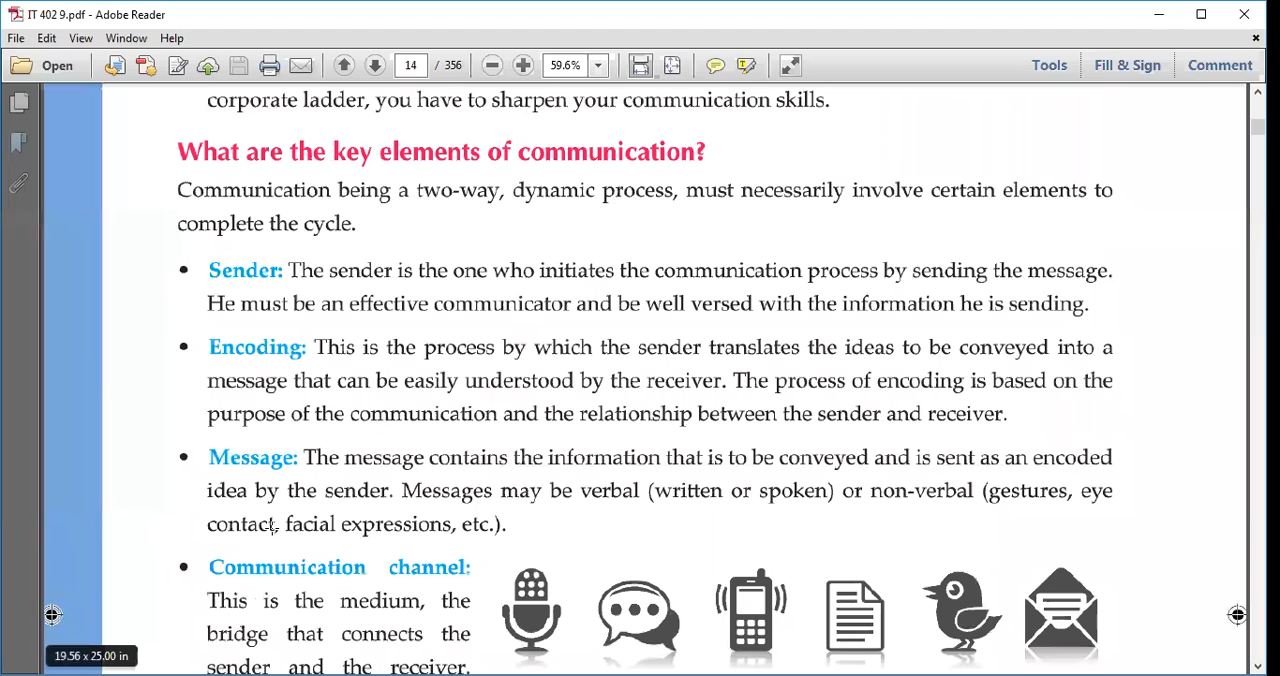 IT 402 9.pdf - Adobe Reader
File Edit View Window Help
Open 14 / 356 59.6% Tools Fill & Sign Comment
corporate ladder, you have to sharpen your communication skills.
What are the key elements of communication?
Communication being a two-way, dynamic process, must necessarily involve certain elements to
complete the cycle.
• Sender: The sender is the one who initiates the communication process by sending the message.
He must be an effective communicator and be well versed with the information he is sending.
• Encoding: This is the process by which the sender translates the ideas to be conveyed into a
message that can be easily understood by the receiver. The process of encoding is based on the
purpose of the communication and the relationship between the sender and receiver.
• Message: The message contains the information that is to be conveyed and is sent as an encoded
idea by the sender. Messages may be verbal (written or spoken) or non-verbal (gestures, eye
contact, facial expressions, etc.).
• Communication channel:
This is the medium, the
bridge that connects the
sender and the receiver.
19.56 x 25.00 in